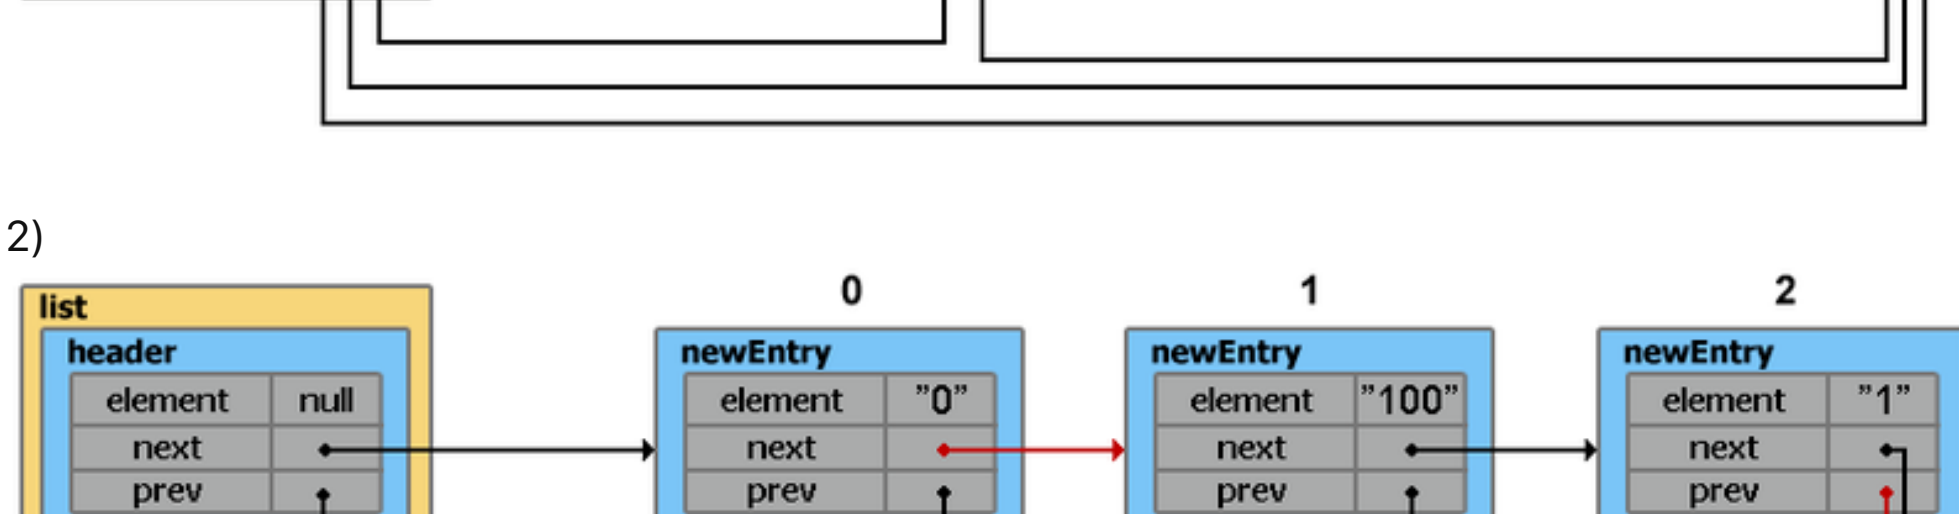 2)
0 1 2
list
header newEntry newEntry newEntry
element null element ”0” element ”100” element ”1”
next next next next
prev prev prev prev